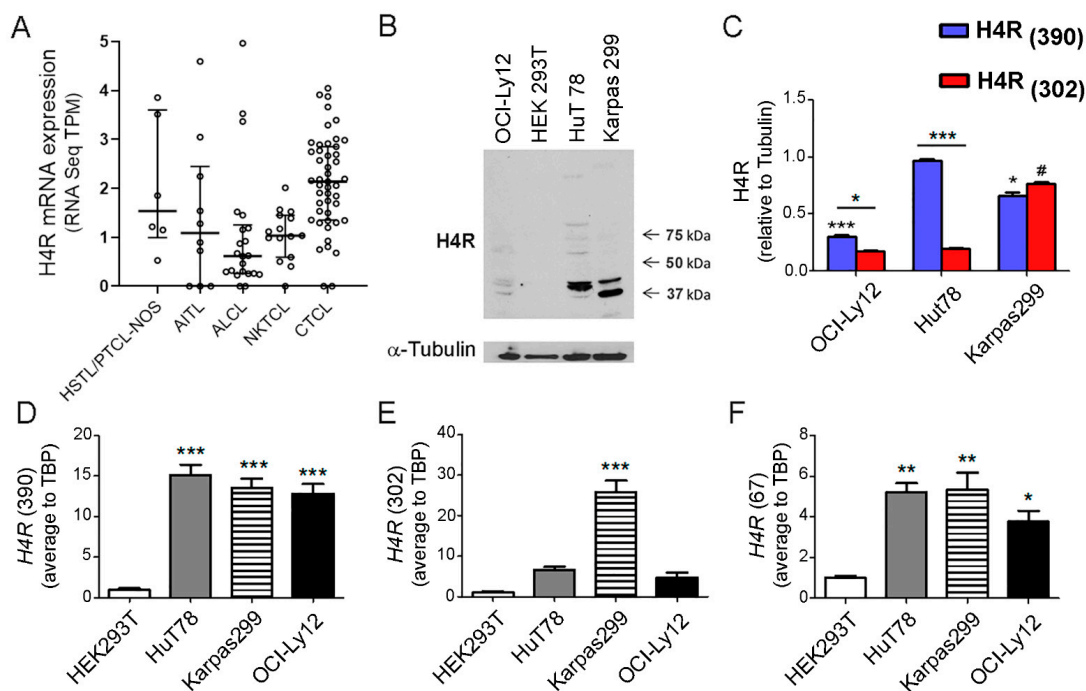 A
H4R mRNA expression
(RNA Seq TPM)
5
4
3
2
1
0
HSTL/PTCL-NOS
AITL
ALCL
NKTCL
CTCL
B
OCI-Ly12
HEK 293T
HuT 78
Karpas 299
H4R
← 75 kDa
← 50 kDa
← 37 kDa
α-Tubulin
C
H4R (390)
H4R (302)
H4R
(relative to Tubulin)
1.5
1.0
0.5
0.0
***
*
***
*
#
OCI-Ly12
Hut78
Karpas299
D
H4R (390)
(average to TBP)
20
15
10
5
0
***
***
***
HEK293T
HuT78
Karpas299
OCI-Ly12
E
H4R (302)
(average to TBP)
40
30
20
10
0
***
HEK293T
HuT78
Karpas299
OCI-Ly12
F
H4R (67)
(average to TBP)
8
6
4
2
0
**
**
*
HEK293T
HuT78
Karpas299
OCI-Ly12